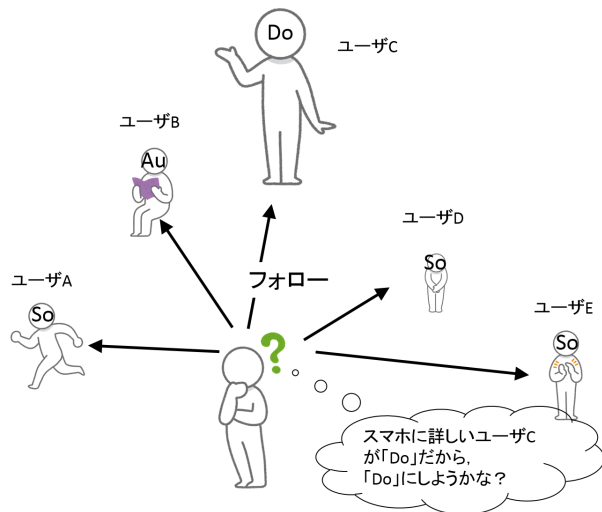 Do
ユーザC
ユーザB
Au
ユーザD
So
フォロー
ユーザA
So
ユーザE
So
?
スマホに詳しいユーザC
が「Do」だから,
「Do」にしようかな？